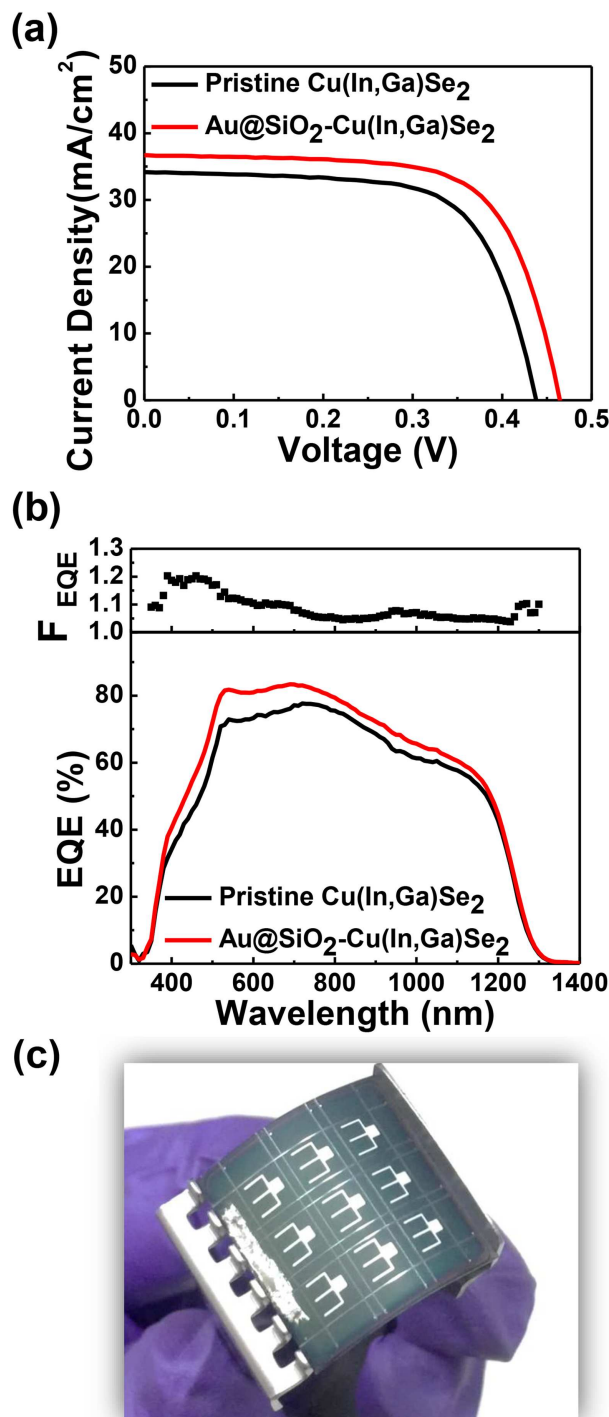 (a)
Current Density(mA/cm²)
50
40
30
20
10
0
Pristine Cu(In,Ga)Se₂
Au@SiO₂-Cu(In,Ga)Se₂
0.0 0.1 0.2 0.3 0.4 0.5
Voltage (V)
(b)
F EQE
1.3
1.2
1.1
1.0
EQE (%)
80
60
40
20
0
Pristine Cu(In,Ga)Se₂
Au@SiO₂-Cu(In,Ga)Se₂
400 600 800 1000 1200 1400
Wavelength (nm)
(c)